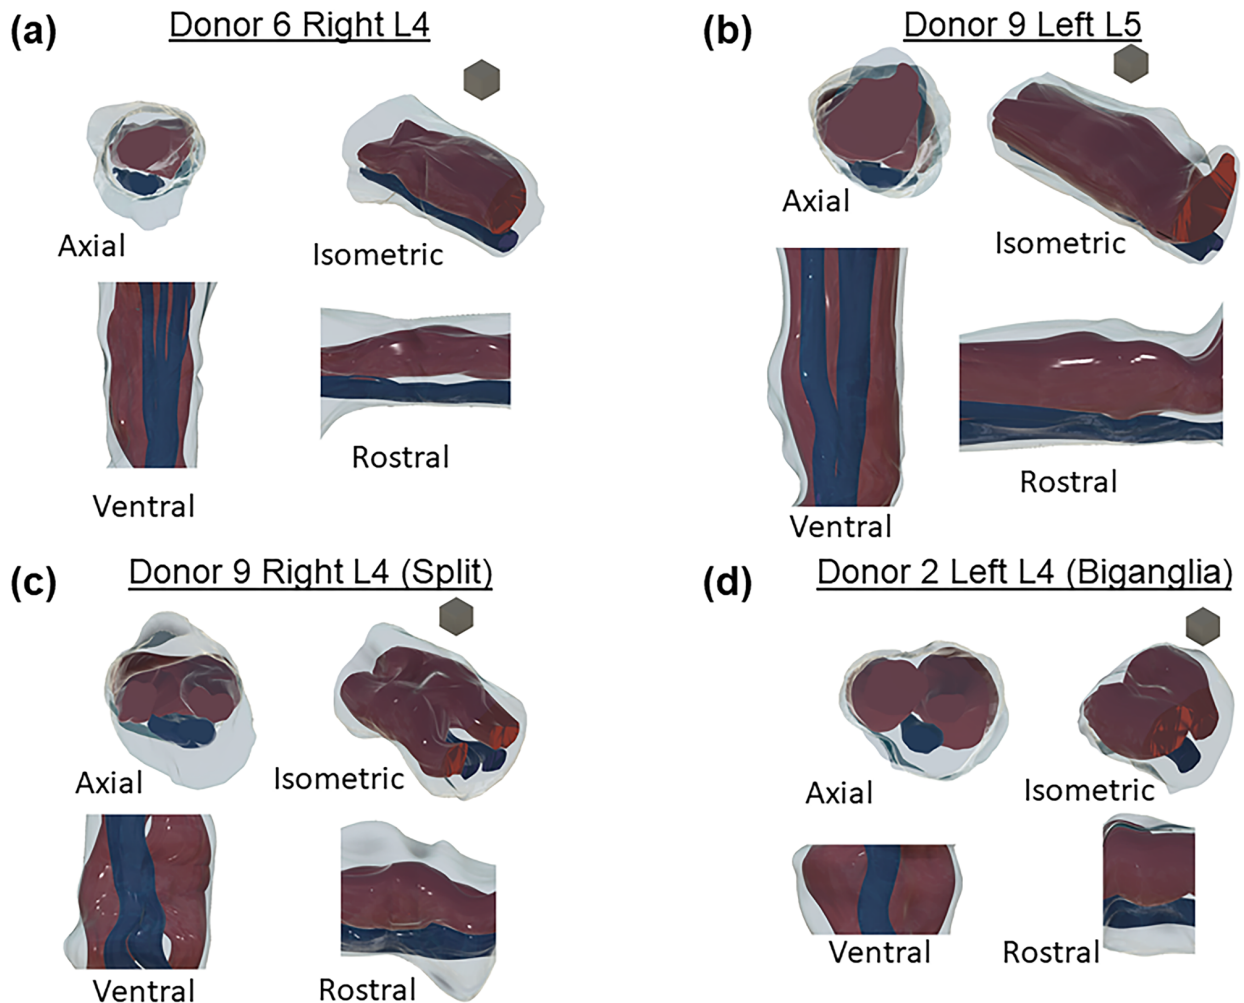 (a)
Donor 6 Right L4
Axial
Isometric
Ventral
Rostral
(b)
Donor 9 Left L5
Axial
Isometric
Ventral
Rostral
(c)
Donor 9 Right L4 (Split)
Axial
Isometric
Ventral
Rostral
(d)
Donor 2 Left L4 (Biganglia)
Axial
Isometric
Ventral
Rostral